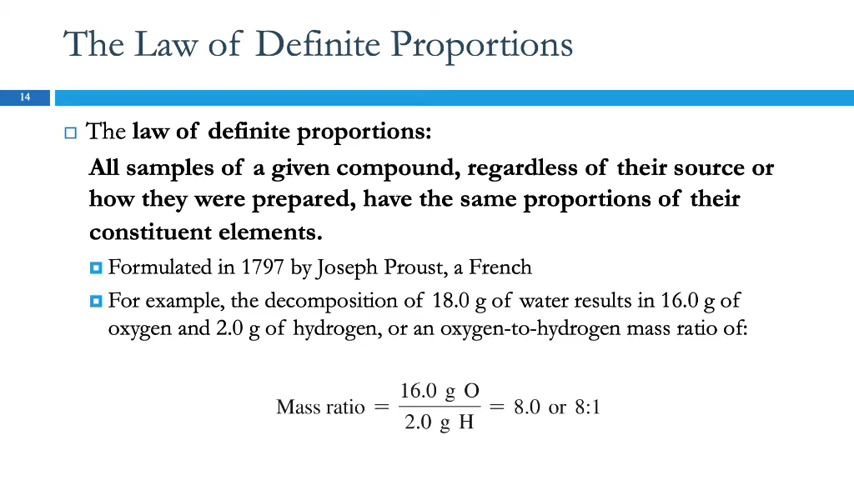 The Law of Definite Proportions
14
The law of definite proportions:
All samples of a given compound, regardless of their source or
how they were prepared, have the same proportions of their
constituent elements.
Formulated in 1797 by Joseph Proust, a French
For example, the decomposition of 18.0 g of water results in 16.0 g of
oxygen and 2.0 g of hydrogen, or an oxygen-to-hydrogen mass ratio of:
Mass ratio = 16.0 g O / 2.0 g H = 8.0 or 8:1